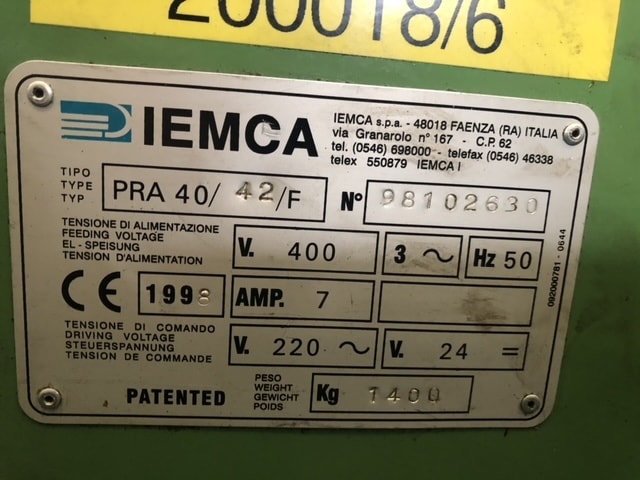 200018/6
IEMCA
IEMCA s.p.a. - 48018 FAENZA (RA) ITALIA
via Granarolo n° 167 - C.P. 62
tel. (0546) 698000 - telefax (0546) 46338
telex 550879 IEMCA I
TIPO
TYPE
TYP
PRA 40/ 42/F
N° 98102630
TENSIONE DI ALIMENTAZIONE
FEEDING VOLTAGE
EL - SPEISUNG
TENSION D'ALIMENTATION
V. 400
3 ~
Hz 50
CE
1998
AMP. 7
TENSIONE DI COMANDO
DRIVING VOLTAGE
STEUERSPANNUNG
TENSION DE COMMANDE
V. 220 ~
V. 24 =
PATENTED
PESO
WEIGHT
GEWICHT
POIDS
Kg 1400
092000781 - 0644